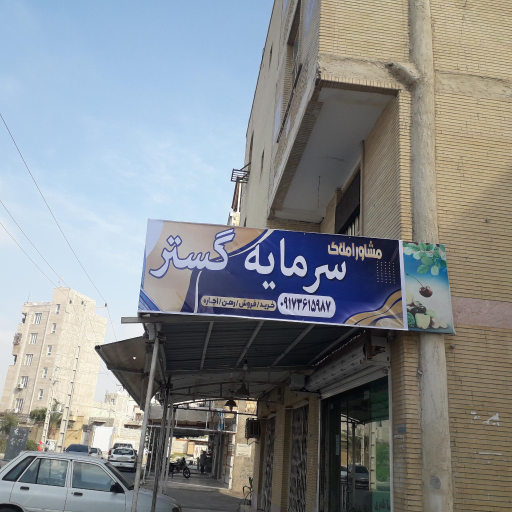 مشاور املاک
سرمایه گستر
خرید/فروش/رهن/اجاره
۰۹۱۷۳۶۱۵۹۸۷